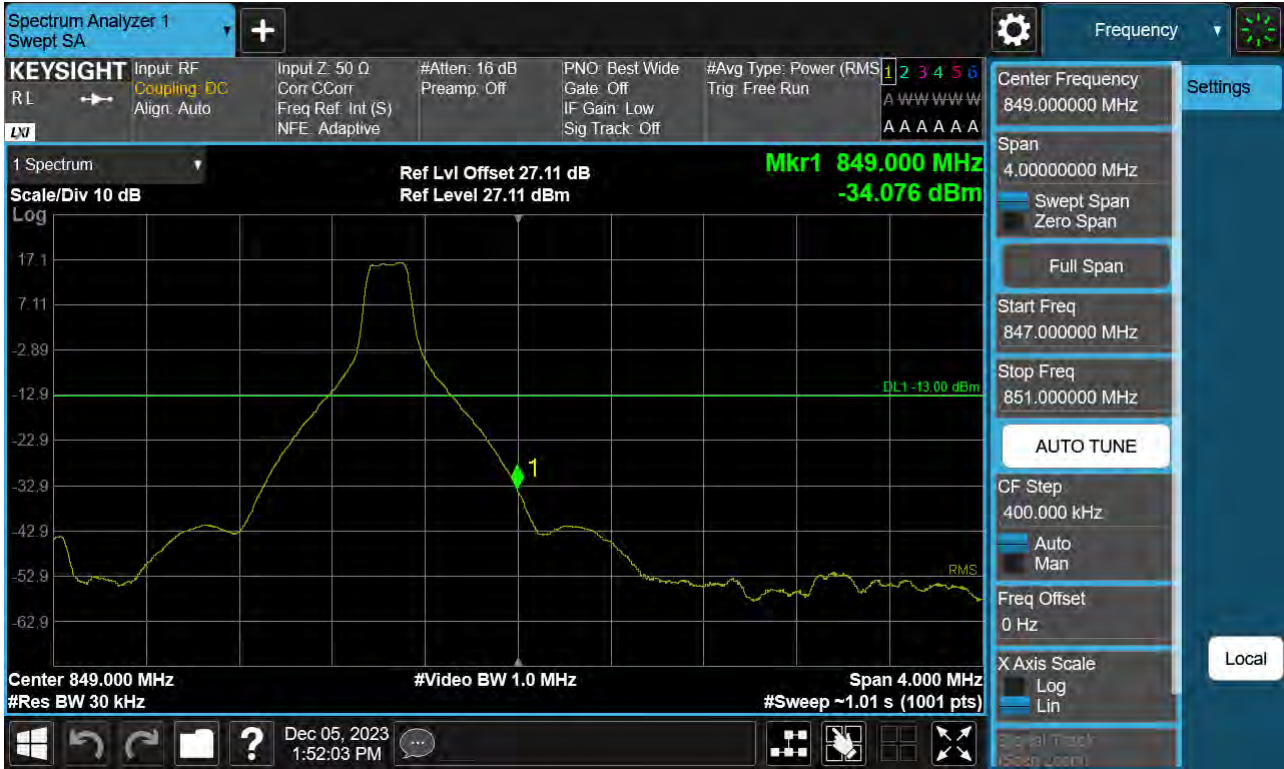 Spectrum Analyzer 1
Swept SA
Frequency
KEYSIGHT
R L
LXI
Input: RF
Coupling: DC
Align: Auto
Input Z: 50 Ω
Corr CCorr
Freq Ref: Int (S)
NFE: Adaptive
#Atten: 16 dB
Preamp: Off
PNO: Best Wide
Gate: Off
IF Gain: Low
Sig Track: Off
#Avg Type: Power (RMS
Trig: Free Run
1 2 3 4 5 6
A W W W W W
A A A A A A
1 Spectrum
Scale/Div 10 dB
Log
Ref Lvl Offset 27.11 dB
Ref Level 27.11 dBm
Mkr1 849.000 MHz
-34.076 dBm
17.1
7.11
-2.89
-12.9
-22.9
-32.9
-42.9
-52.9
-62.9
DL1 -13.00 dBm
1
RMS
Center 849.000 MHz
#Video BW 1.0 MHz
Span 4.000 MHz
#Res BW 30 kHz
#Sweep ~1.01 s (1001 pts)
Center Frequency
849.000000 MHz
Settings
Span
4.00000000 MHz
Swept Span
Zero Span
Full Span
Start Freq
847.000000 MHz
Stop Freq
851.000000 MHz
AUTO TUNE
CF Step
400.000 kHz
Auto
Man
Freq Offset
0 Hz
X Axis Scale
Log
Lin
Local
Signal Track
(Span Zoom)
?
Dec 05, 2023
1:52:03 PM